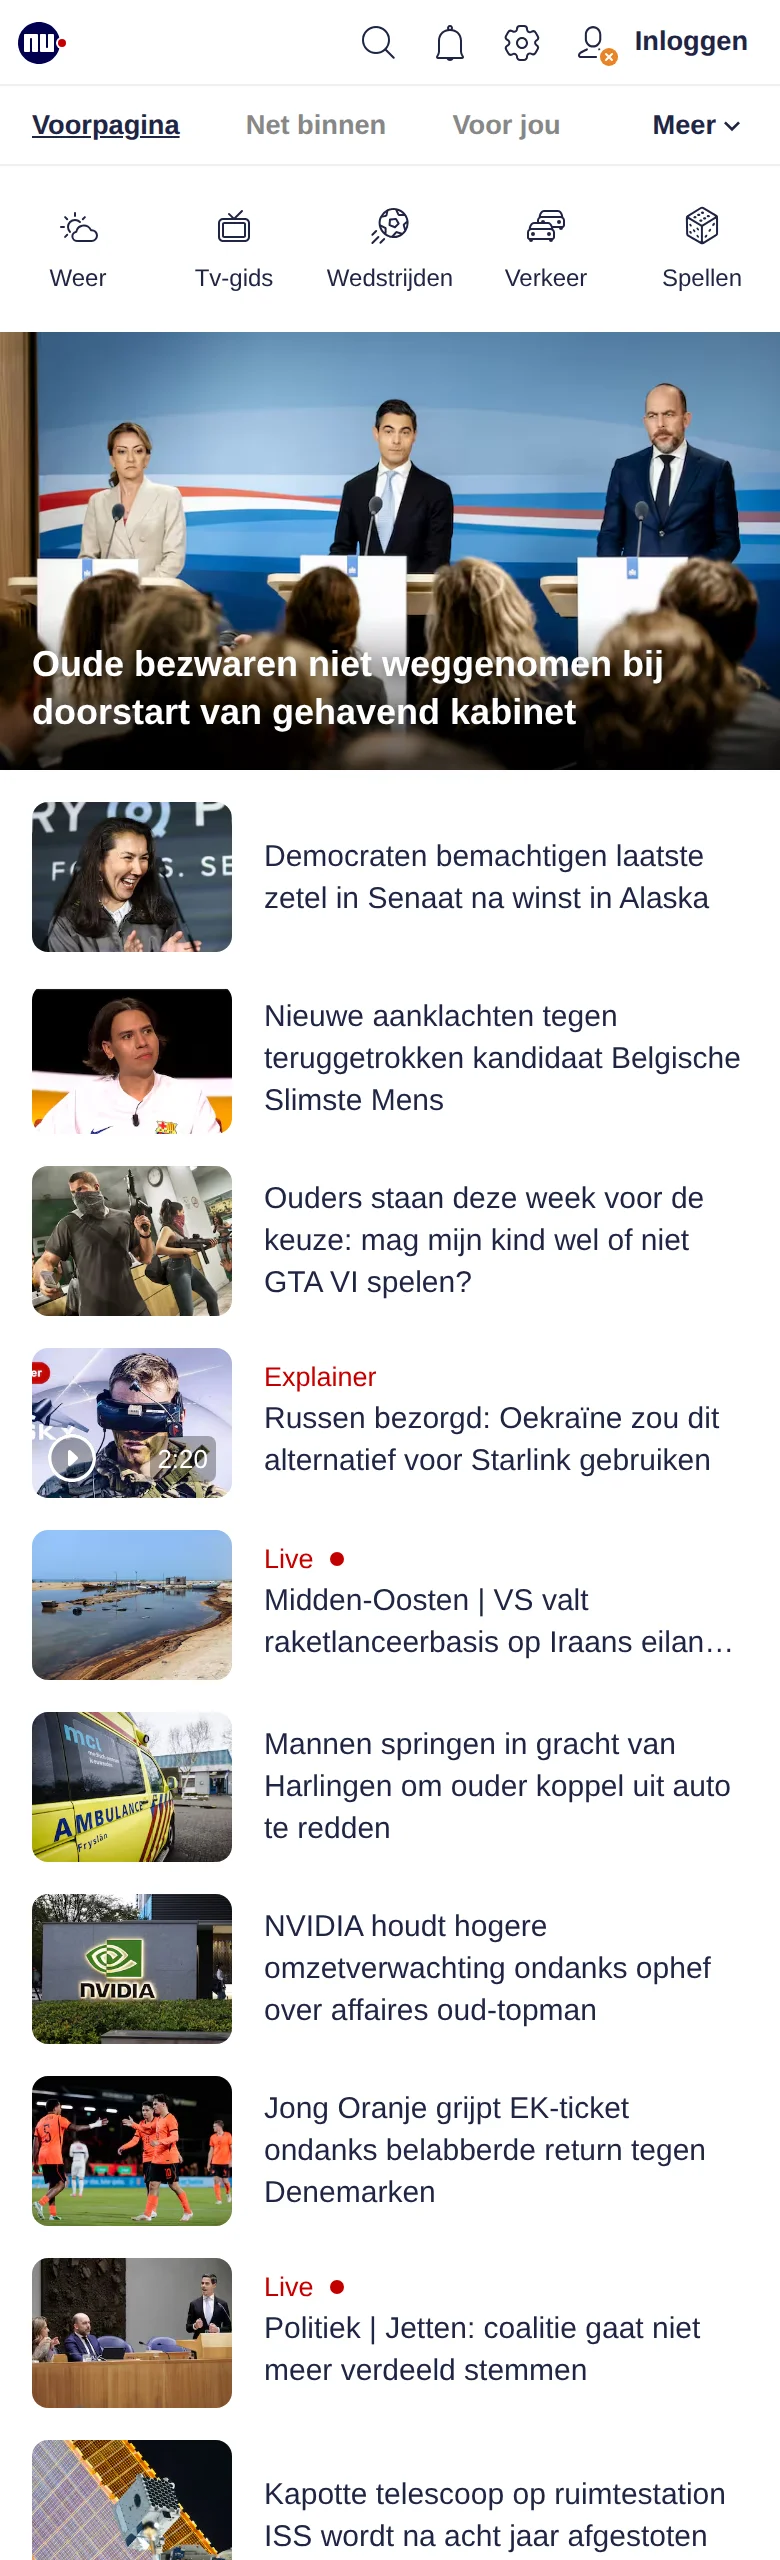 nu
Inloggen
Voorpagina
Net binnen
Voor jou
Meer
Weer
Tv-gids
Wedstrijden
Verkeer
Spellen
Oude bezwaren niet weggenomen bij
doorstart van gehavend kabinet
Democraten bemachtigen laatste
zetel in Senaat na winst in Alaska
Nieuwe aanklachten tegen
teruggetrokken kandidaat Belgische
Slimste Mens
Ouders staan deze week voor de
keuze: mag mijn kind wel of niet
GTA VI spelen?
2:20
Explainer
Russen bezorgd: Oekraïne zou dit
alternatief voor Starlink gebruiken
Live
Midden-Oosten | VS valt
raketlanceerbasis op Iraans eilan…
mcl
AMBULANCE
Fryslân
Mannen springen in gracht van
Harlingen om ouder koppel uit auto
te redden
NVIDIA
NVIDIA houdt hogere
omzetverwachting ondanks ophef
over affaires oud-topman
Jong Oranje grijpt EK-ticket
ondanks belabberde return tegen
Denemarken
Live
Politiek | Jetten: coalitie gaat niet
meer verdeeld stemmen
Kapotte telescoop op ruimtestation
ISS wordt na acht jaar afgestoten